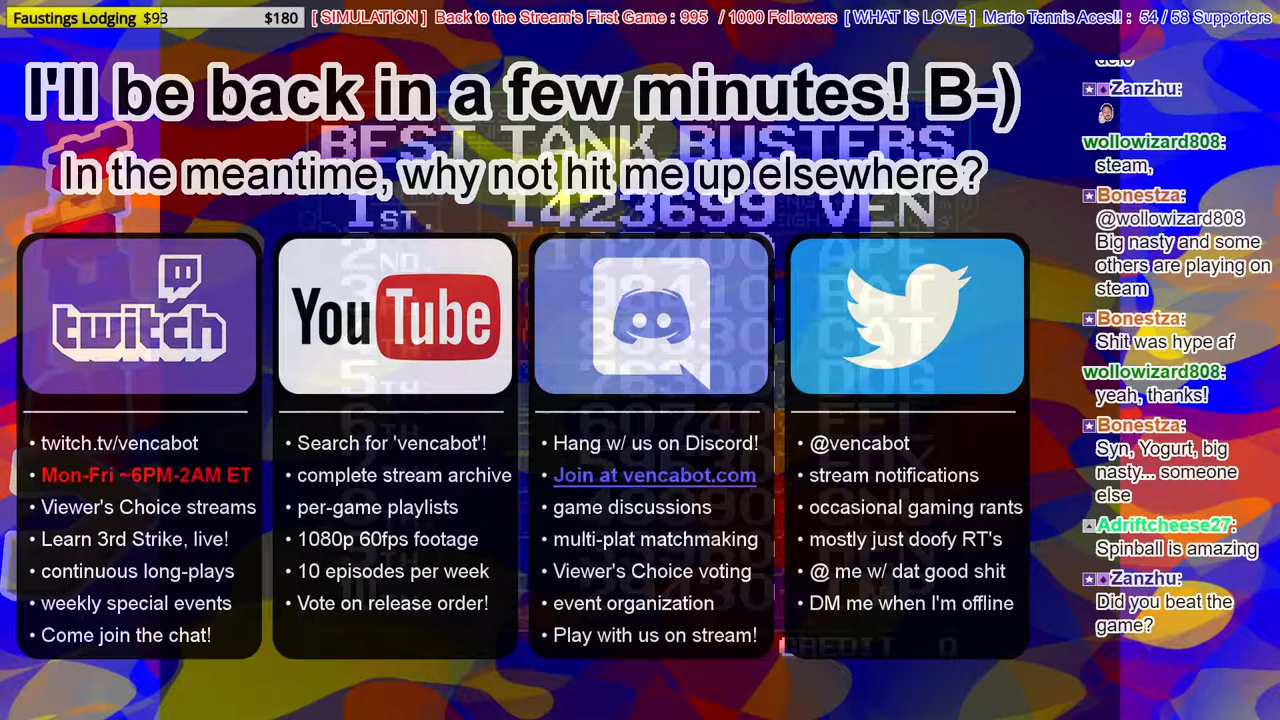 Faustings Lodging $93 $180 [ SIMULATION ] Back to the Stream's First Game : 995 / 1000 Followers [ WHAT IS LOVE ] Mario Tennis Aces!! : 54 / 58 Supporters
I'll be back in a few minutes! B-)
BEST TANK BUSTERS
In the meantime, why not hit me up elsewhere?
1ST. 1423699 VEN
twitch
YouTube
twitch.tv/vencabot
Mon-Fri ~6PM-2AM ET
Viewer's Choice streams
Learn 3rd Strike, live!
continuous long-plays
weekly special events
Come join the chat!
Search for 'vencabot'!
complete stream archive
per-game playlists
1080p 60fps footage
10 episodes per week
Vote on release order!
Hang w/ us on Discord!
Join at vencabot.com
game discussions
multi-plat matchmaking
Viewer's Choice voting
event organization
Play with us on stream!
@vencabot
stream notifications
occasional gaming rants
mostly just doofy RT's
@ me w/ dat good shit
DM me when I'm offline
CREDIT 0
Zanzhu:
wollowizard808:
steam,
Bonestza:
@wollowizard808
Big nasty and some
others are playing on
steam
Bonestza:
Shit was hype af
wollowizard808:
yeah, thanks!
Bonestza:
Syn, Yogurt, big
nasty... someone
else
Adriftcheese27:
Spinball is amazing
Zanzhu:
Did you beat the
game?